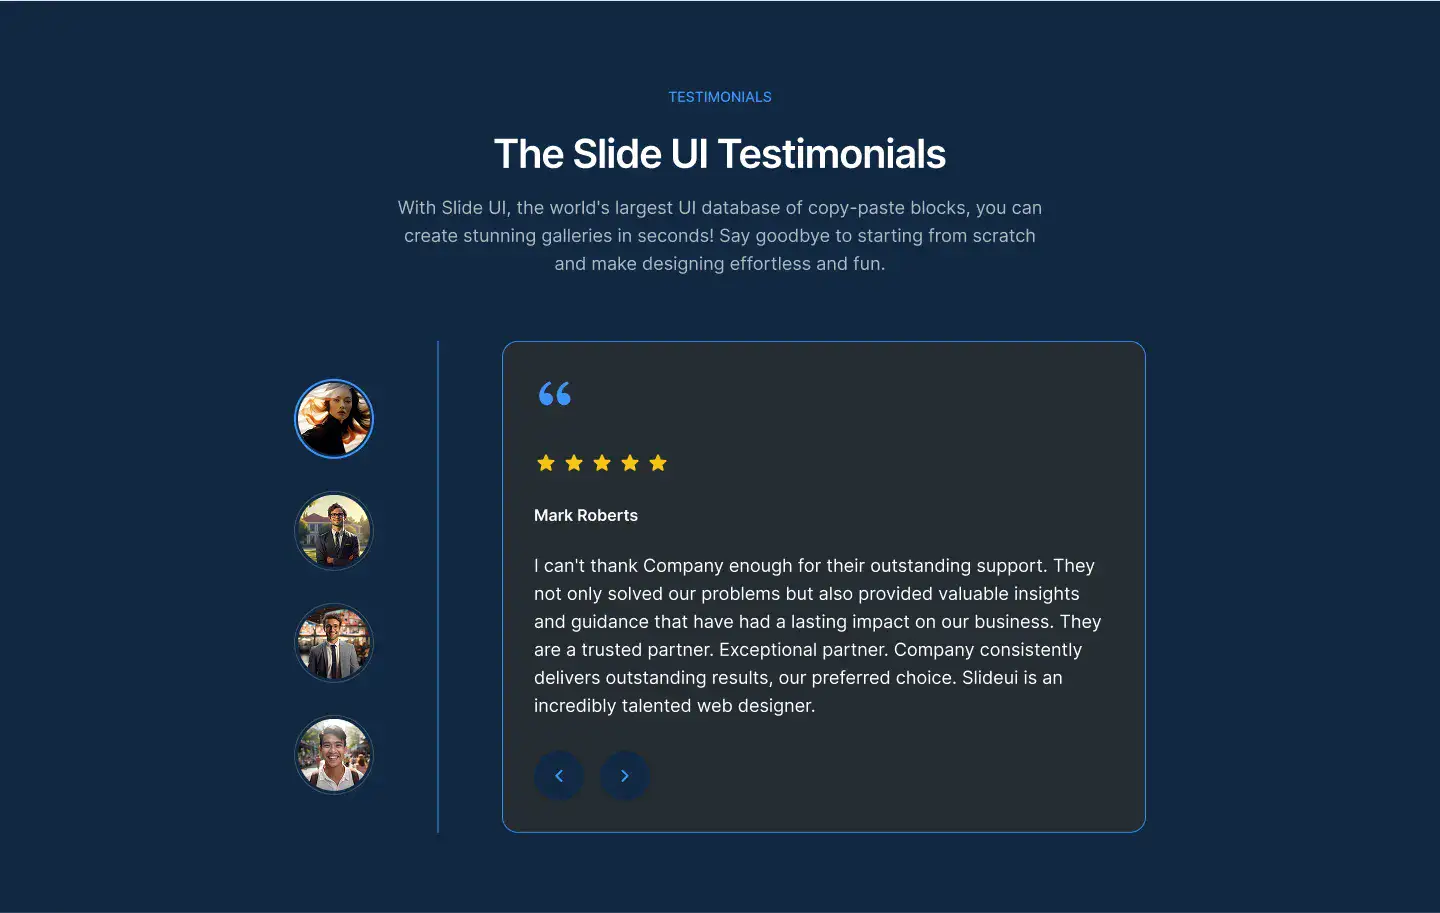 TESTIMONIALS
The Slide UI Testimonials
With Slide UI, the world's largest UI database of copy-paste blocks, you can
create stunning galleries in seconds! Say goodbye to starting from scratch
and make designing effortless and fun.
Mark Roberts
I can't thank Company enough for their outstanding support. They
not only solved our problems but also provided valuable insights
and guidance that have had a lasting impact on our business. They
are a trusted partner. Exceptional partner. Company consistently
delivers outstanding results, our preferred choice. Slideui is an
incredibly talented web designer.